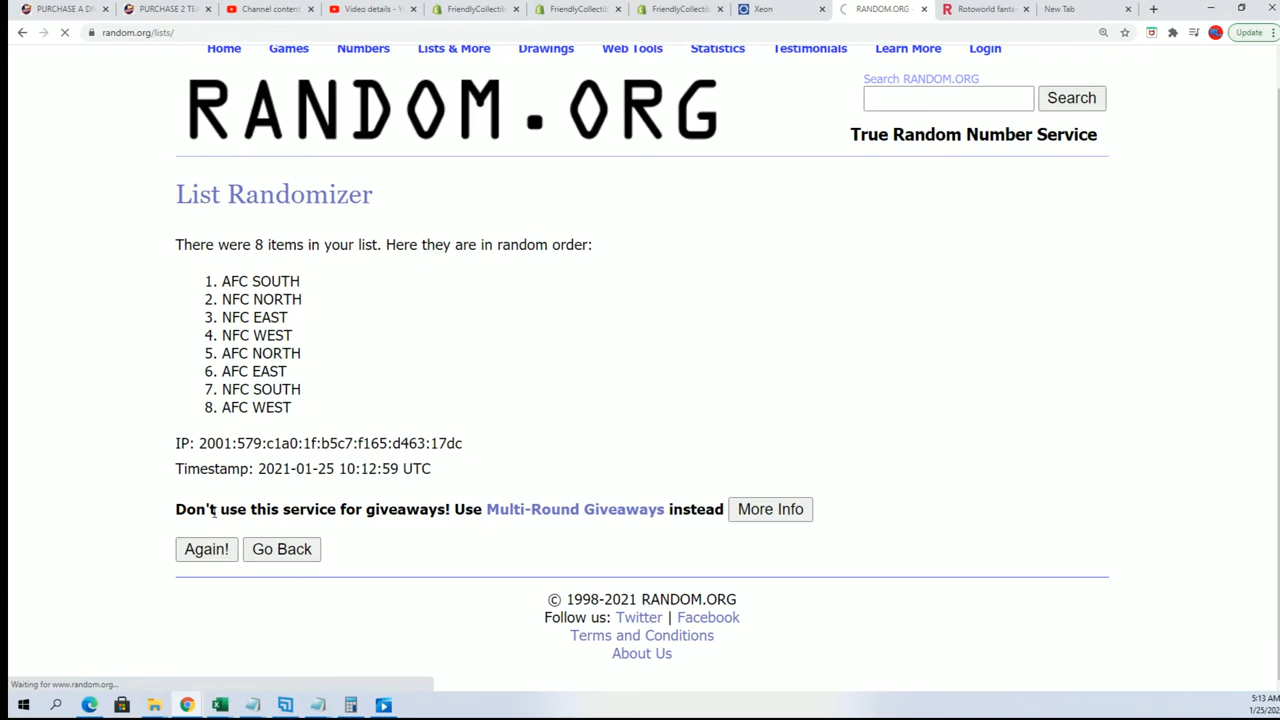 PURCHASE A DIV
PURCHASE 2 TEA
Channel content
Video details - Y
FriendlyCollectib
FriendlyCollectib
FriendlyCollectib
Xeon
RANDOM.ORG -
Rotoworld fanta
New Tab
random.org/lists/
Update
Home Games Numbers Lists & More Drawings Web Tools Statistics Testimonials Learn More Login
RANDOM.ORG
Search RANDOM.ORG
Search
True Random Number Service
List Randomizer
There were 8 items in your list. Here they are in random order:
1. AFC SOUTH
2. NFC NORTH
3. NFC EAST
4. NFC WEST
5. AFC NORTH
6. AFC EAST
7. NFC SOUTH
8. AFC WEST
IP: 2001:579:c1a0:1f:b5c7:f165:d463:17dc
Timestamp: 2021-01-25 10:12:59 UTC
Don't use this service for giveaways! Use Multi-Round Giveaways instead More Info
Again! Go Back
© 1998-2021 RANDOM.ORG
Follow us: Twitter | Facebook
Terms and Conditions
About Us
Waiting for www.random.org...
5:13 AM
1/25/202